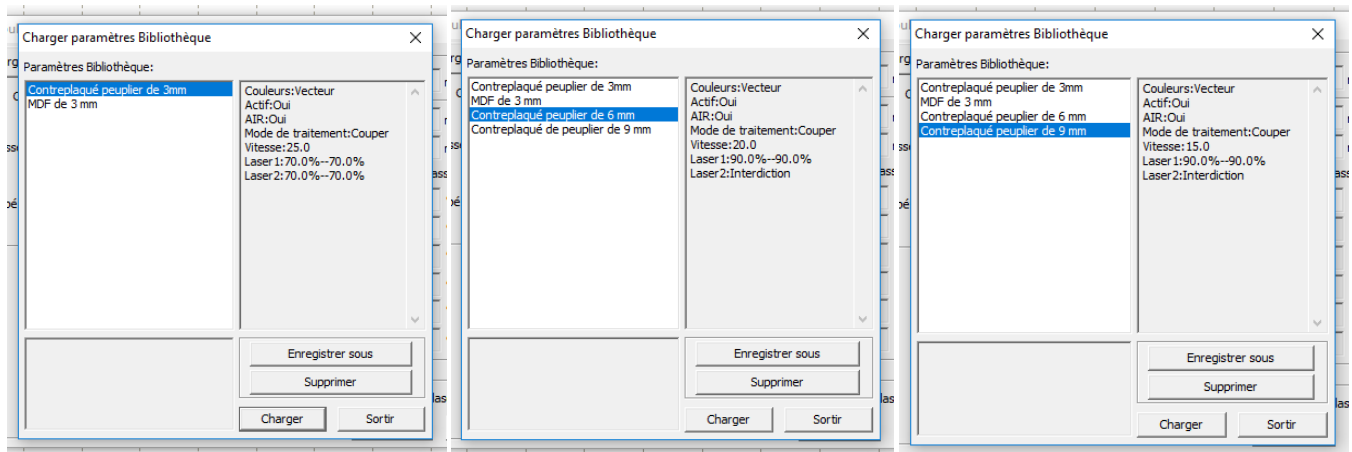 Charger paramètres Bibliothèque
Paramètres Bibliothèque:
Contreplaqué peuplier de 3mm
MDF de 3 mm
Couleurs:Vecteur
Actif:Oui
AIR:Oui
Mode de traitement:Couper
Vitesse:25.0
Laser1:70.0%--70.0%
Laser2:70.0%--70.0%
Enregistrer sous
Supprimer
Charger
Sortir
Charger paramètres Bibliothèque
Paramètres Bibliothèque:
Contreplaqué peuplier de 3mm
MDF de 3 mm
Contreplaqué peuplier de 6 mm
Contreplaqué de peuplier de 9 mm
Couleurs:Vecteur
Actif:Oui
AIR:Oui
Mode de traitement:Couper
Vitesse:20.0
Laser1:90.0%--90.0%
Laser2:Interdiction
Enregistrer sous
Supprimer
Charger
Sortir
Charger paramètres Bibliothèque
Paramètres Bibliothèque:
Contreplaqué peuplier de 3mm
MDF de 3 mm
Contreplaqué peuplier de 6 mm
Contreplaqué peuplier de 9 mm
Couleurs:Vecteur
Actif:Oui
AIR:Oui
Mode de traitement:Couper
Vitesse:15.0
Laser1:90.0%--90.0%
Laser2:Interdiction
Enregistrer sous
Supprimer
Charger
Sortir